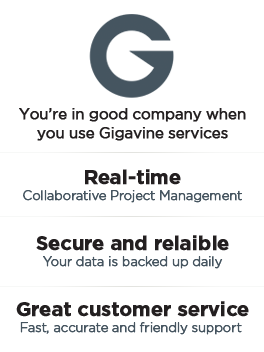 G
You're in good company when
you use Gigavine services
Real-time
Collaborative Project Management
Secure and relaible
Your data is backed up daily
Great customer service
Fast, accurate and friendly support